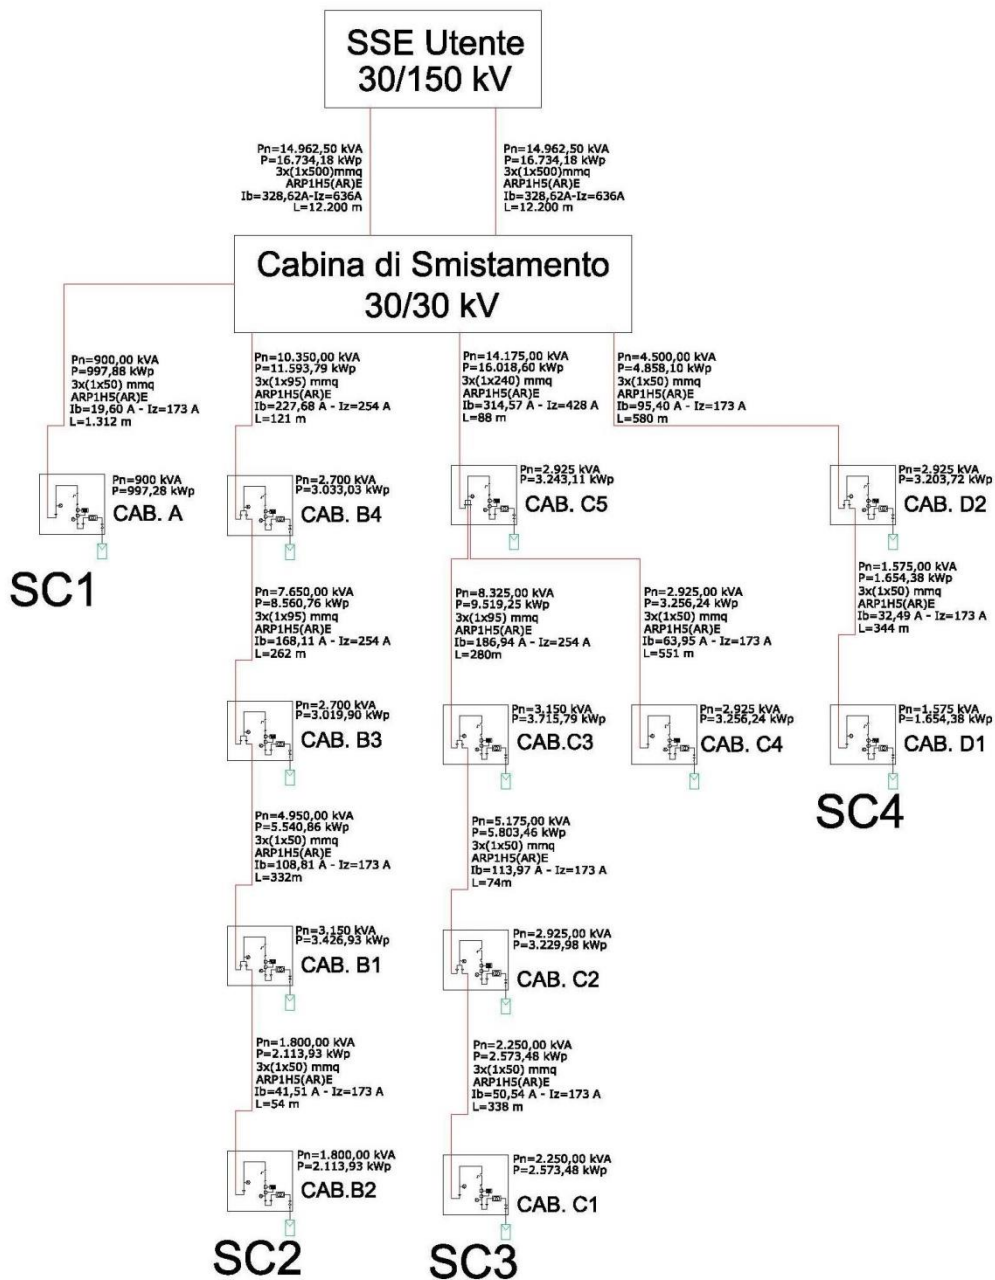 SSE Utente
30/150 kV
Pn=14.962,50 kVA
P=16.734,18 kWp
3x(1x500)mmq
ARP1H5(AR)E
Ib=328,62A-Iz=636A
L=12.200 m
Pn=14.962,50 kVA
P=16.734,18 kWp
3x(1x500)mmq
ARP1H5(AR)E
Ib=328,62A-Iz=636A
L=12.200 m
Cabina di Smistamento
30/30 kV
Pn=900,00 kVA
P=997,88 kWp
3x(1x50) mmq
ARP1H5(AR)E
Ib=19,60 A - Iz=173 A
L=1.312 m
Pn=10.350,00 kVA
P=11.593,79 kWp
3x(1x95) mmq
ARP1H5(AR)E
Ib=227,68 A - Iz=254 A
L=121 m
Pn=14.175,00 kVA
P=16.018,60 kWp
3x(1x240) mmq
ARP1H5(AR)E
Ib=314,57 A - Iz=428 A
L=88 m
Pn=4.500,00 kVA
P=4.858,10 kWp
3x(1x50) mmq
ARP1H5(AR)E
Ib=95,40 A - Iz=173 A
L=580 m
Pn=900 kVA
P=997,28 kWp
CAB. A
Pn=2.700 kVA
P=3.033,03 kWp
CAB. B4
Pn=2.925 kVA
P=3.243,11 kWp
CAB. C5
Pn=2.925 kVA
P=3.203,72 kWp
CAB. D2
SC1
Pn=7.650,00 kVA
P=8.560,76 kWp
3x(1x95) mmq
ARP1H5(AR)E
Ib=168,11 A - Iz=254 A
L=262 m
Pn=8.325,00 kVA
P=9.519,25 kWp
3x(1x95) mmq
ARP1H5(AR)E
Ib=186,94 A - Iz=254 A
L=280m
Pn=2.925,00 kVA
P=3.256,24 kWp
3x(1x50) mmq
ARP1H5(AR)E
Ib=63,95 A - Iz=173 A
L=551 m
Pn=1.575,00 kVA
P=1.654,38 kWp
3x(1x50) mmq
ARP1H5(AR)E
Ib=32,49 A - Iz=173 A
L=344 m
Pn=2.700 kVA
P=3.019,90 kWp
CAB. B3
Pn=3,150 kVA
P=3.715,79 kWp
CAB.C3
Pn=2.925 kVA
P=3.256,24 kWp
CAB. C4
Pn=1.575 kVA
P=1.654,38 kWp
CAB. D1
SC4
Pn=4.950,00 kVA
P=5.540,86 kWp
3x(1x50) mmq
ARP1H5(AR)E
Ib=108,81 A - Iz=173 A
L=332m
Pn=5.175,00 kVA
P=5.803,46 kWp
3x(1x50) mmq
ARP1H5(AR)E
Ib=113,97 A - Iz=173 A
L=74m
Pn=3,150 kVA
P=3.426,93 kWp
CAB. B1
Pn=2.925,00 kVA
P=3.229,98 kWp
CAB. C2
Pn=1.800,00 kVA
P=2.113,93 kWp
3x(1x50) mmq
ARP1H5(AR)E
Ib=41,51 A - Iz=173 A
L=54 m
Pn=2.250,00 kVA
P=2.573,48 kWp
3x(1x50) mmq
ARP1H5(AR)E
Ib=50,54 A - Iz=173 A
L=338 m
Pn=1.800,00 kVA
P=2.113,93 kWp
CAB.B2
Pn=2.250,00 kVA
P=2.573,48 kWp
CAB. C1
SC2
SC3